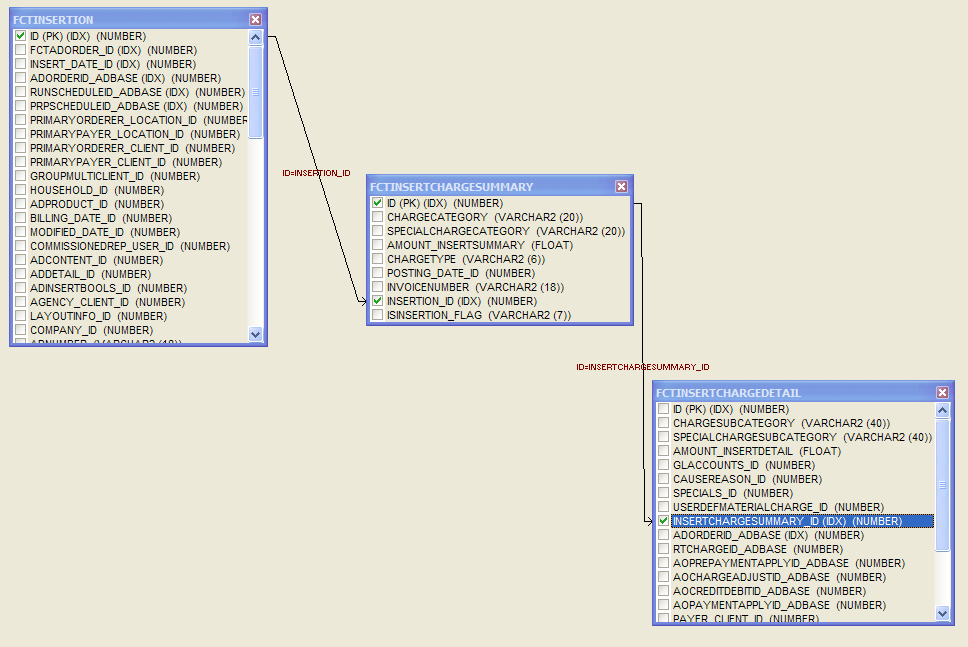 FCTINSERTION
ID (PK) (IDX) (NUMBER)
FCTADORDER_ID (IDX) (NUMBER)
INSERT_DATE_ID (IDX) (NUMBER)
ADORDERID_ADBASE (IDX) (NUMBER)
RUNSCHEDULEID_ADBASE (IDX) (NUMBER)
PRPSCHEDULEID_ADBASE (IDX) (NUMBER)
PRIMARYORDERER_LOCATION_ID (NUMBER
PRIMARYPAYER_LOCATION_ID (NUMBER)
PRIMARYORDERER_CLIENT_ID (NUMBER)
PRIMARYPAYER_CLIENT_ID (NUMBER)
GROUPMULTICLIENT_ID (NUMBER)
HOUSEHOLD_ID (NUMBER)
ADPRODUCT_ID (NUMBER)
BILLING_DATE_ID (NUMBER)
MODIFIED_DATE_ID (NUMBER)
COMMISSIONEDREP_USER_ID (NUMBER)
ADCONTENT_ID (NUMBER)
ADDETAIL_ID (NUMBER)
ADINSERTBOOLS_ID (NUMBER)
AGENCY_CLIENT_ID (NUMBER)
LAYOUTINFO_ID (NUMBER)
COMPANY_ID (NUMBER)
ADNUMBER (VARCHAR2 (18))
ID=INSERTION_ID
FCTINSERTCHARGESUMMARY
ID (PK) (IDX) (NUMBER)
CHARGECATEGORY (VARCHAR2 (20))
SPECIALCHARGECATEGORY (VARCHAR2 (20))
AMOUNT_INSERTSUMMARY (FLOAT)
CHARGETYPE (VARCHAR2 (6))
POSTING_DATE_ID (NUMBER)
INVOICENUMBER (VARCHAR2 (18))
INSERTION_ID (IDX) (NUMBER)
ISINSERTION_FLAG (VARCHAR2 (7))
ID=INSERTCHARGESUMMARY_ID
FCTINSERTCHARGEDETAIL
ID (PK) (IDX) (NUMBER)
CHARGESUBCATEGORY (VARCHAR2 (40))
SPECIALCHARGESUBCATEGORY (VARCHAR2 (40))
AMOUNT_INSERTDETAIL (FLOAT)
GLACCOUNTS_ID (NUMBER)
CAUSEREASON_ID (NUMBER)
SPECIALS_ID (NUMBER)
USERDEFMATERIALCHARGE_ID (NUMBER)
INSERTCHARGESUMMARY_ID (IDX) (NUMBER)
ADORDERID_ADBASE (IDX) (NUMBER)
RTCHARGEID_ADBASE (NUMBER)
AOPREPAYMENTAPPLYID_ADBASE (NUMBER)
AOCHARGEADJUSTID_ADBASE (NUMBER)
AOCREDITDEBITID_ADBASE (NUMBER)
AOPAYMENTAPPLYID_ADBASE (NUMBER)
PAYER_CLIENT_ID (NUMBER)